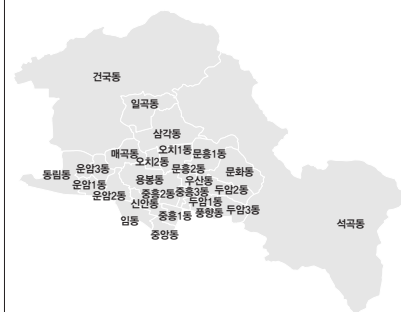 건국동
일곡동
삼각동
매곡동 오치1동 문흥1동
오치2동 문흥2동 문화동
동림동 운암3동 용봉동 우산동
운암1동 중흥2동 중흥3동 두암2동
운암2동 신안동 두암1동
임동 중흥1동 풍향동 두암3동
중앙동 석곡동